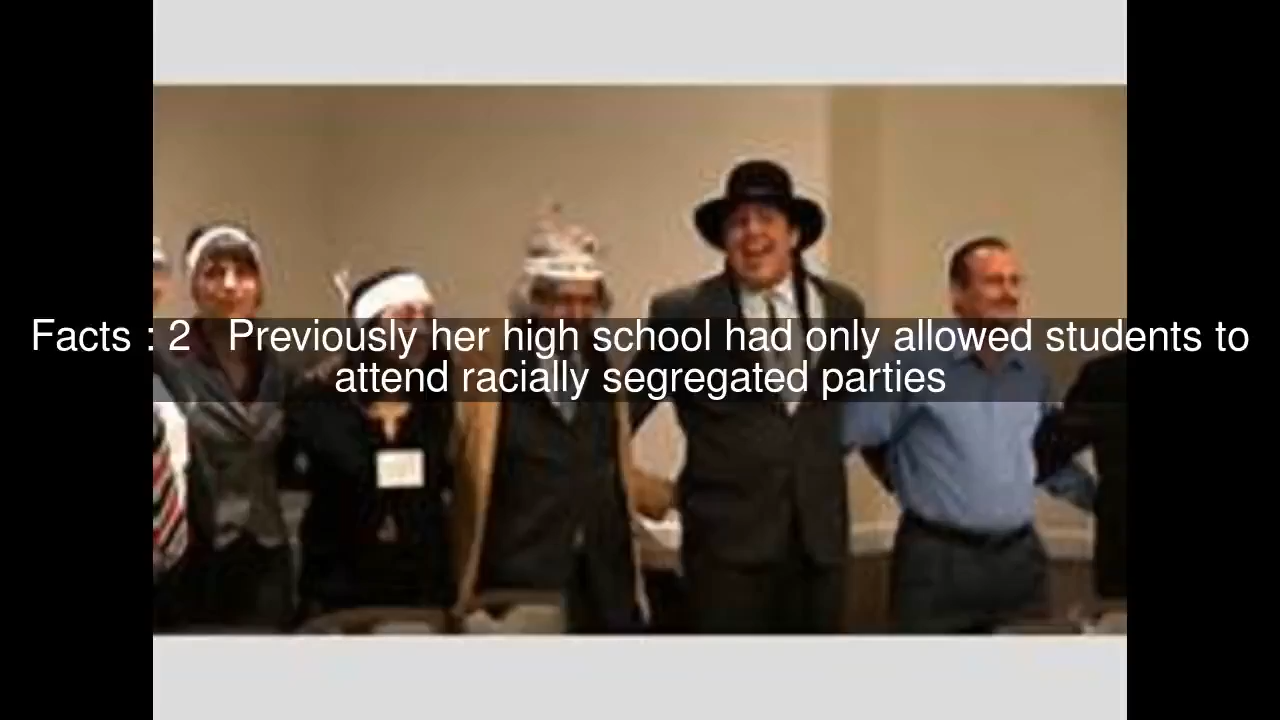 Facts : 2   Previously her high school had only allowed students to
attend racially segregated parties